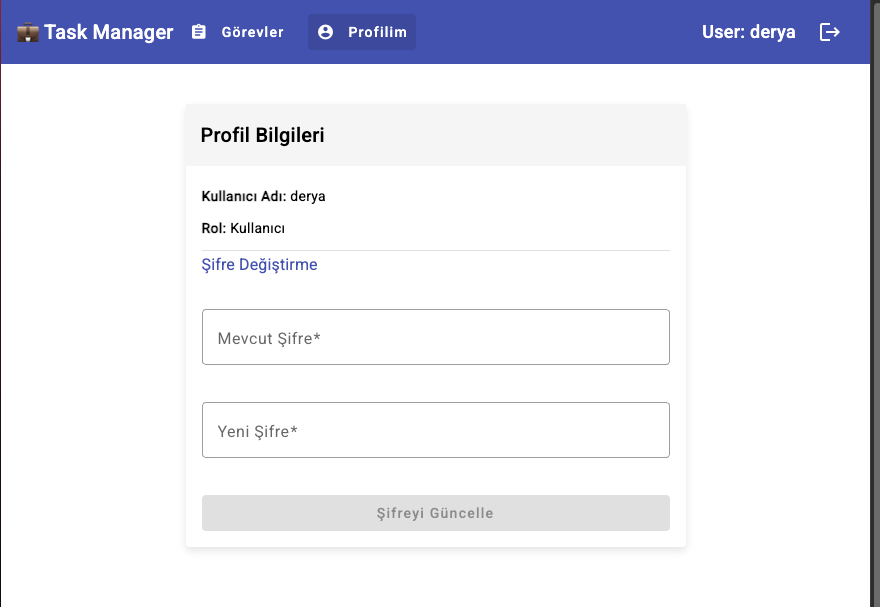 Task Manager Görevler Profilim User: derya
Profil Bilgileri
Kullanıcı Adı: derya
Rol: Kullanıcı
Şifre Değiştirme
Mevcut Şifre*
Yeni Şifre*
Şifreyi Güncelle